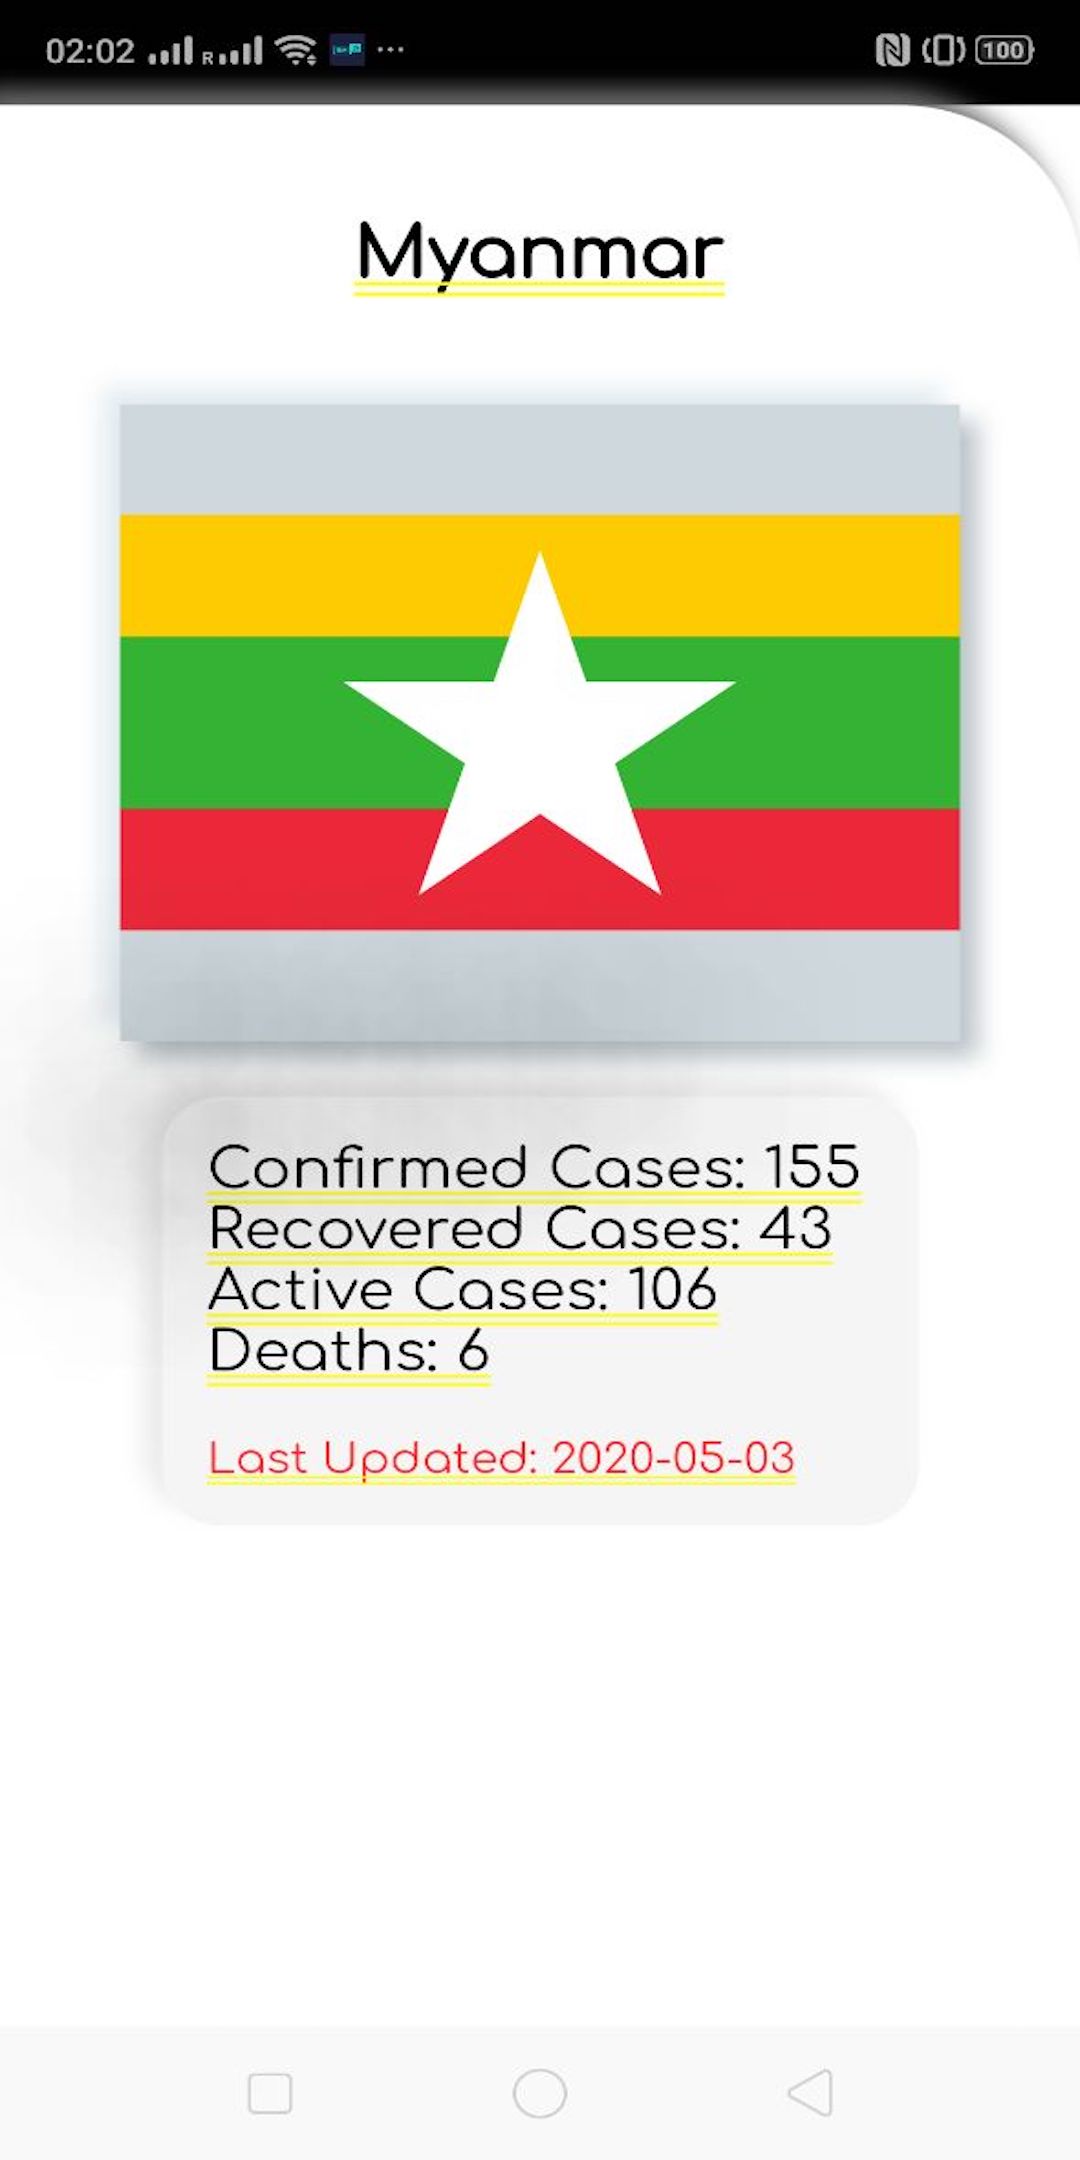 02:02 R 100
Myanmar
Confirmed Cases: 155
Recovered Cases: 43
Active Cases: 106
Deaths: 6
Last Updated: 2020-05-03